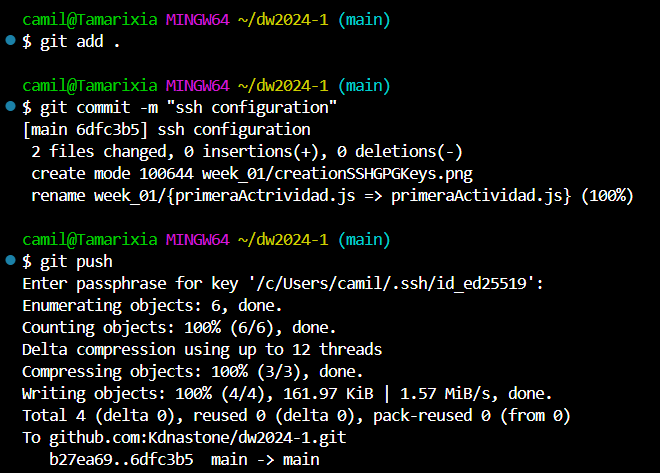 camil@Tamarixia MINGW64 ~/dw2024-1 (main)
$ git add .
camil@Tamarixia MINGW64 ~/dw2024-1 (main)
$ git commit -m "ssh configuration"
[main 6dfc3b5] ssh configuration
 2 files changed, 0 insertions(+), 0 deletions(-)
 create mode 100644 week_01/creationSSHGPGKeys.png
 rename week_01/{primeraActrividad.js => primeraActividad.js} (100%)
camil@Tamarixia MINGW64 ~/dw2024-1 (main)
$ git push
Enter passphrase for key '/c/Users/camil/.ssh/id_ed25519':
Enumerating objects: 6, done.
Counting objects: 100% (6/6), done.
Delta compression using up to 12 threads
Compressing objects: 100% (3/3), done.
Writing objects: 100% (4/4), 161.97 KiB | 1.57 MiB/s, done.
Total 4 (delta 0), reused 0 (delta 0), pack-reused 0 (from 0)
To github.com:Kdnastone/dw2024-1.git
   b27ea69..6dfc3b5  main -> main